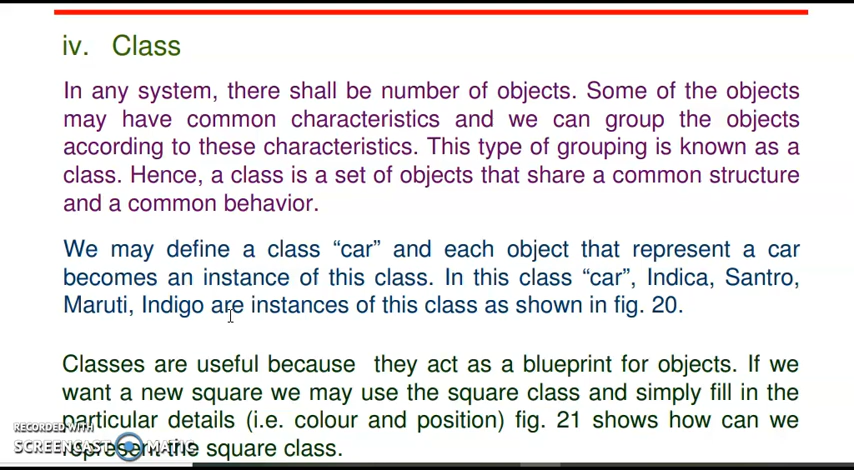 iv. Class
In any system, there shall be number of objects. Some of the objects
may have common characteristics and we can group the objects
according to these characteristics. This type of grouping is known as a
class. Hence, a class is a set of objects that share a common structure
and a common behavior.
We may define a class “car” and each object that represent a car
becomes an instance of this class. In this class “car”, Indica, Santro,
Maruti, Indigo are instances of this class as shown in fig. 20.
Classes are useful because they act as a blueprint for objects. If we
want a new square we may use the square class and simply fill in the
particular details (i.e. colour and position) fig. 21 shows how can we
represent the square class.
RECORDED WITH
SCREENCAST MATIC